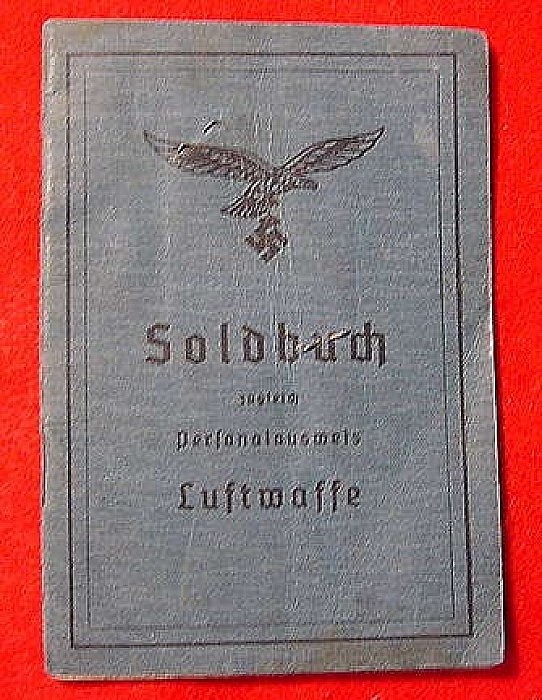 Soldbuch
zugleich
Personalausweis
Luftwaffe